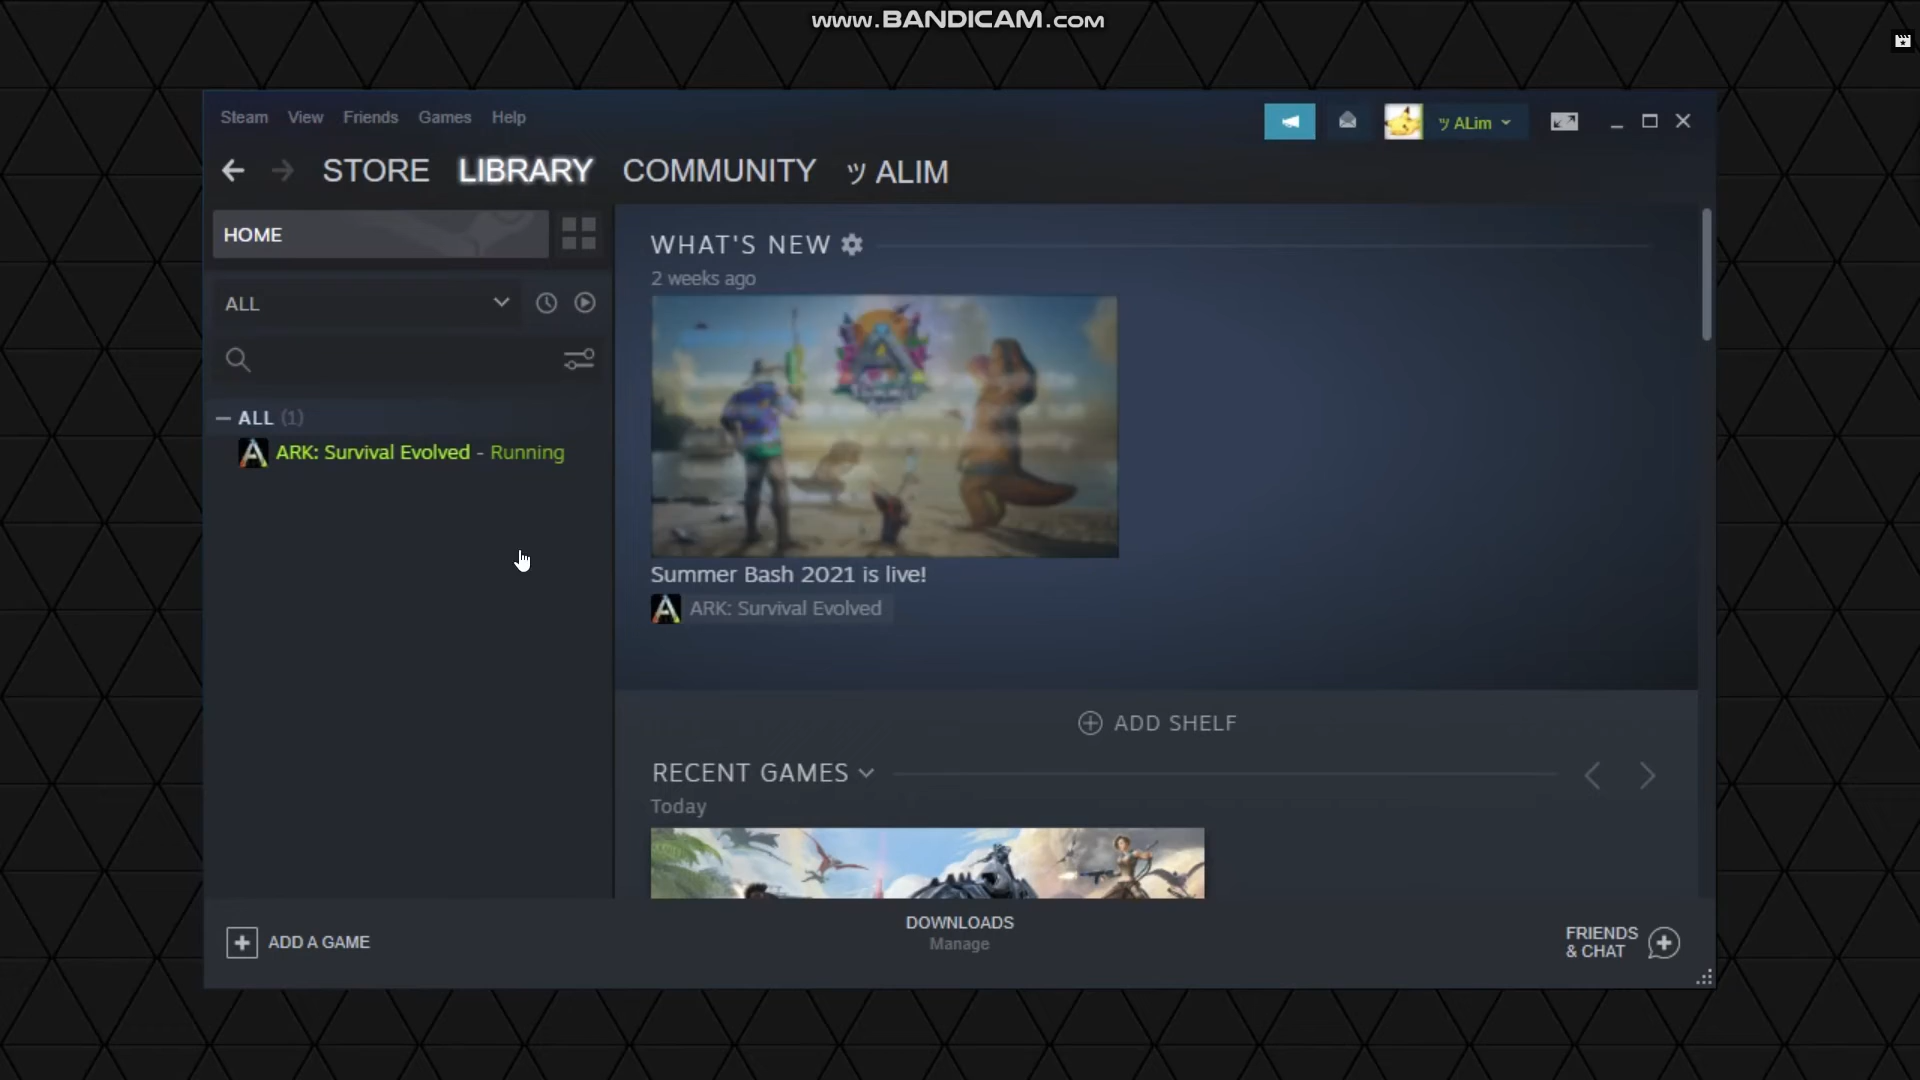 www.BANDICAM.com
Steam View Friends Games Help
ツ ALim
STORE LIBRARY COMMUNITY ツ ALIM
HOME
ALL
ALL (1)
ARK: Survival Evolved - Running
WHAT'S NEW
2 weeks ago
Summer Bash 2021 is live!
ARK: Survival Evolved
ADD SHELF
RECENT GAMES
Today
ADD A GAME
DOWNLOADS
Manage
FRIENDS
& CHAT